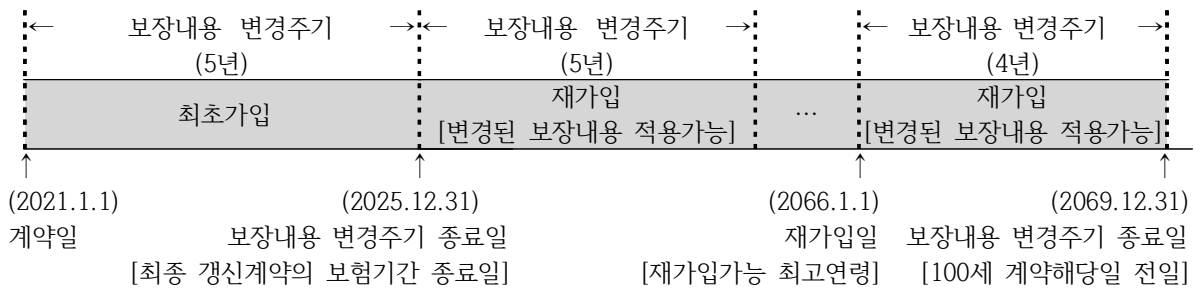 ← 보장내용 변경주기 → ← 보장내용 변경주기 → ← 보장내용 변경주기 →
(5년) (5년) (4년)
최초가입 재가입 … 재가입
[변경된 보장내용 적용가능] [변경된 보장내용 적용가능]
↑ ↑ ↑ ↑
(2021.1.1) (2025.12.31) (2066.1.1) (2069.12.31)
계약일 보장내용 변경주기 종료일 재가입일 보장내용 변경주기 종료일
[최종 갱신계약의 보험기간 종료일] [재가입가능 최고연령] [100세 계약해당일 전일]